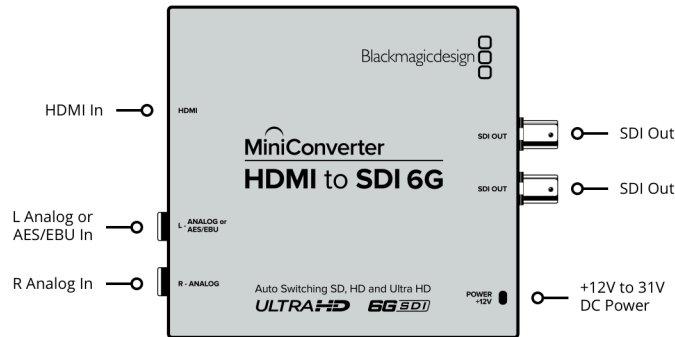 Blackmagicdesign
HDMI In
HDMI
SDI OUT
SDI Out
MiniConverter
HDMI to SDI 6G
SDI OUT
SDI Out
L Analog or
AES/EBU In
L - ANALOG or
AES/EBU
R Analog In
R - ANALOG
Auto Switching SD, HD and Ultra HD
ULTRA HD 6G SDI
POWER
+12V
+12V to 31V
DC Power